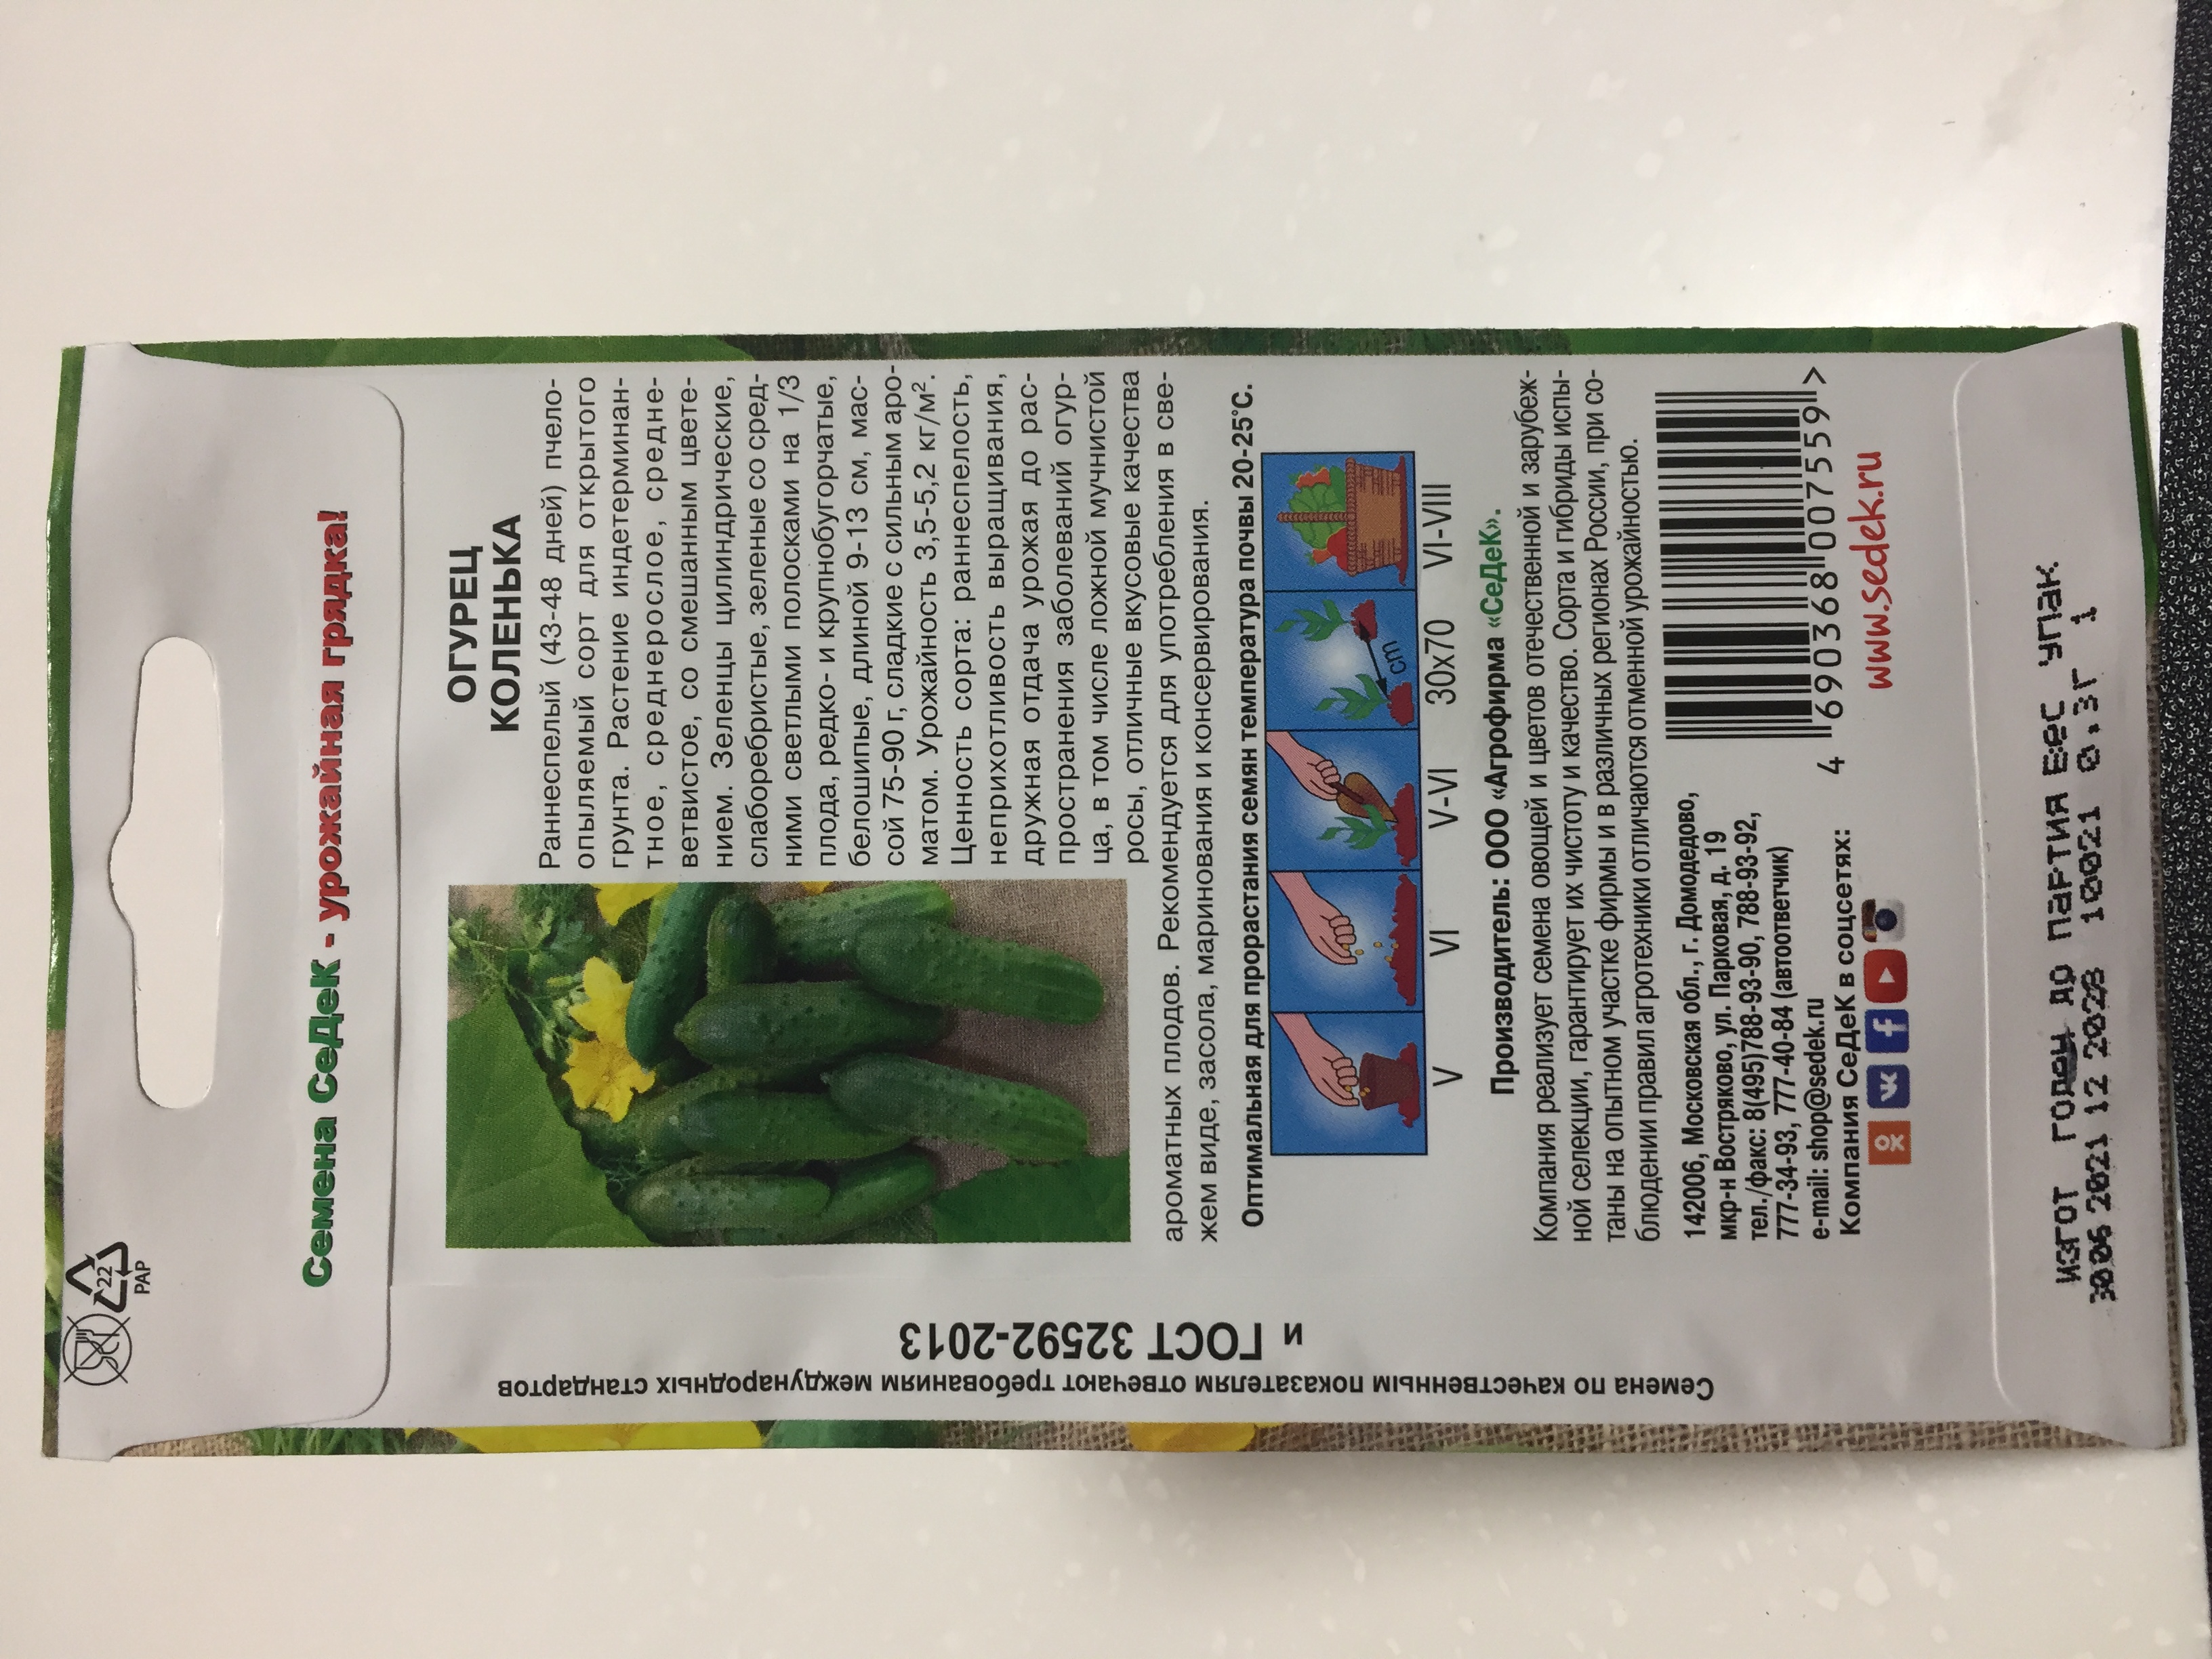 22
PAP
Семена СеДеК - урожайная грядка!
ОГУРЕЦ
КОЛЕНЬКА
Раннеспелый (43-48 дней) пчело-
опыляемый сорт для открытого
грунта. Растение индетерминан-
тное, среднерослое, средне-
ветвистое, со смешанным цвете-
нием. Зеленцы цилиндрические,
слаборебристые, зеленые со сред-
ними светлыми полосками на 1/3
плода, редко- и крупнобугорчатые,
белошипые, длиной 9-13 см, мас-
сой 75-90 г, сладкие с сильным аро-
матом. Урожайность 3,5-5,2 кг/м².
Ценность сорта: раннеспелость,
неприхотливость выращивания,
дружная отдача урожая до рас-
пространения заболеваний огур-
ца, в том числе ложной мучнистой
росы, отличные вкусовые качества
ароматных плодов. Рекомендуется для употребления в све-
жем виде, засола, маринования и консервирования.
Оптимальная для прорастания семян температура почвы 20-25°С.
cm
V VI V-VI 30x70 VI-VIII
Производитель: ООО «Агрофирма «СеДеК».
Компания реализует семена овощей и цветов отечественной и зарубеж-
ной селекции, гарантирует их чистоту и качество. Сорта и гибриды испы-
таны на опытном участке фирмы и в различных регионах России, при со-
блюдении правил агротехники отличаются отменной урожайностью.
142006, Московская обл., г. Домодедово,
мкр-н Востряково, ул. Парковая, д. 19
тел./факс: 8(495)788-93-90, 788-93-92,
777-34-93, 777-40-84 (автоответчик)
e-mail: shop@sedek.ru
Компания СеДеК в соцсетях:
4 690368 007559 >
www.sedek.ru
ИЗГОТ ГОДЕН ДО ПАРТИЯ ВЕС УПАК
3006 2021 12 2023 10021 0.3Г 1
Семена по качественным показателям отвечают требованиям международных стандартов
и ГОСТ 32592-2013